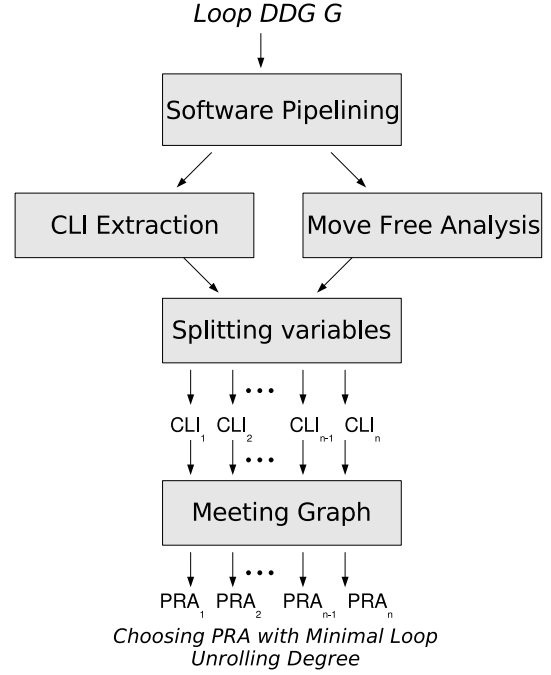 Loop DDG G
Software Pipelining
CLI Extraction
Move Free Analysis
Splitting variables
•••
CLI₁ CLI₂ CLIₙ₋₁ CLIₙ
•••
Meeting Graph
•••
PRA₁ PRA₂ PRAₙ₋₁ PRAₙ
Choosing PRA with Minimal Loop
Unrolling Degree